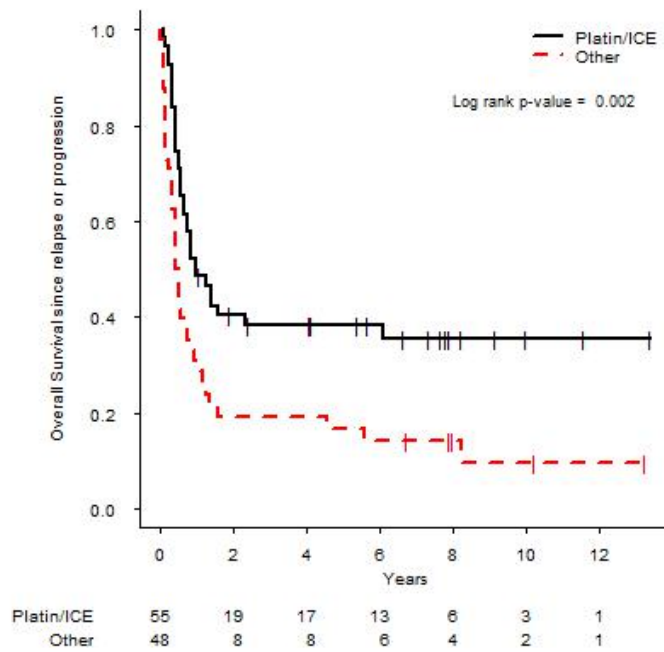 Platin/ICE
Other
Log rank p-value = 0.002
Overall Survival since relapse or progression
1.0
0.8
0.6
0.4
0.2
0.0
0 2 4 6 8 10 12
Years
Platin/ICE 55 19 17 13 6 3 1
Other 48 8 8 6 4 2 1